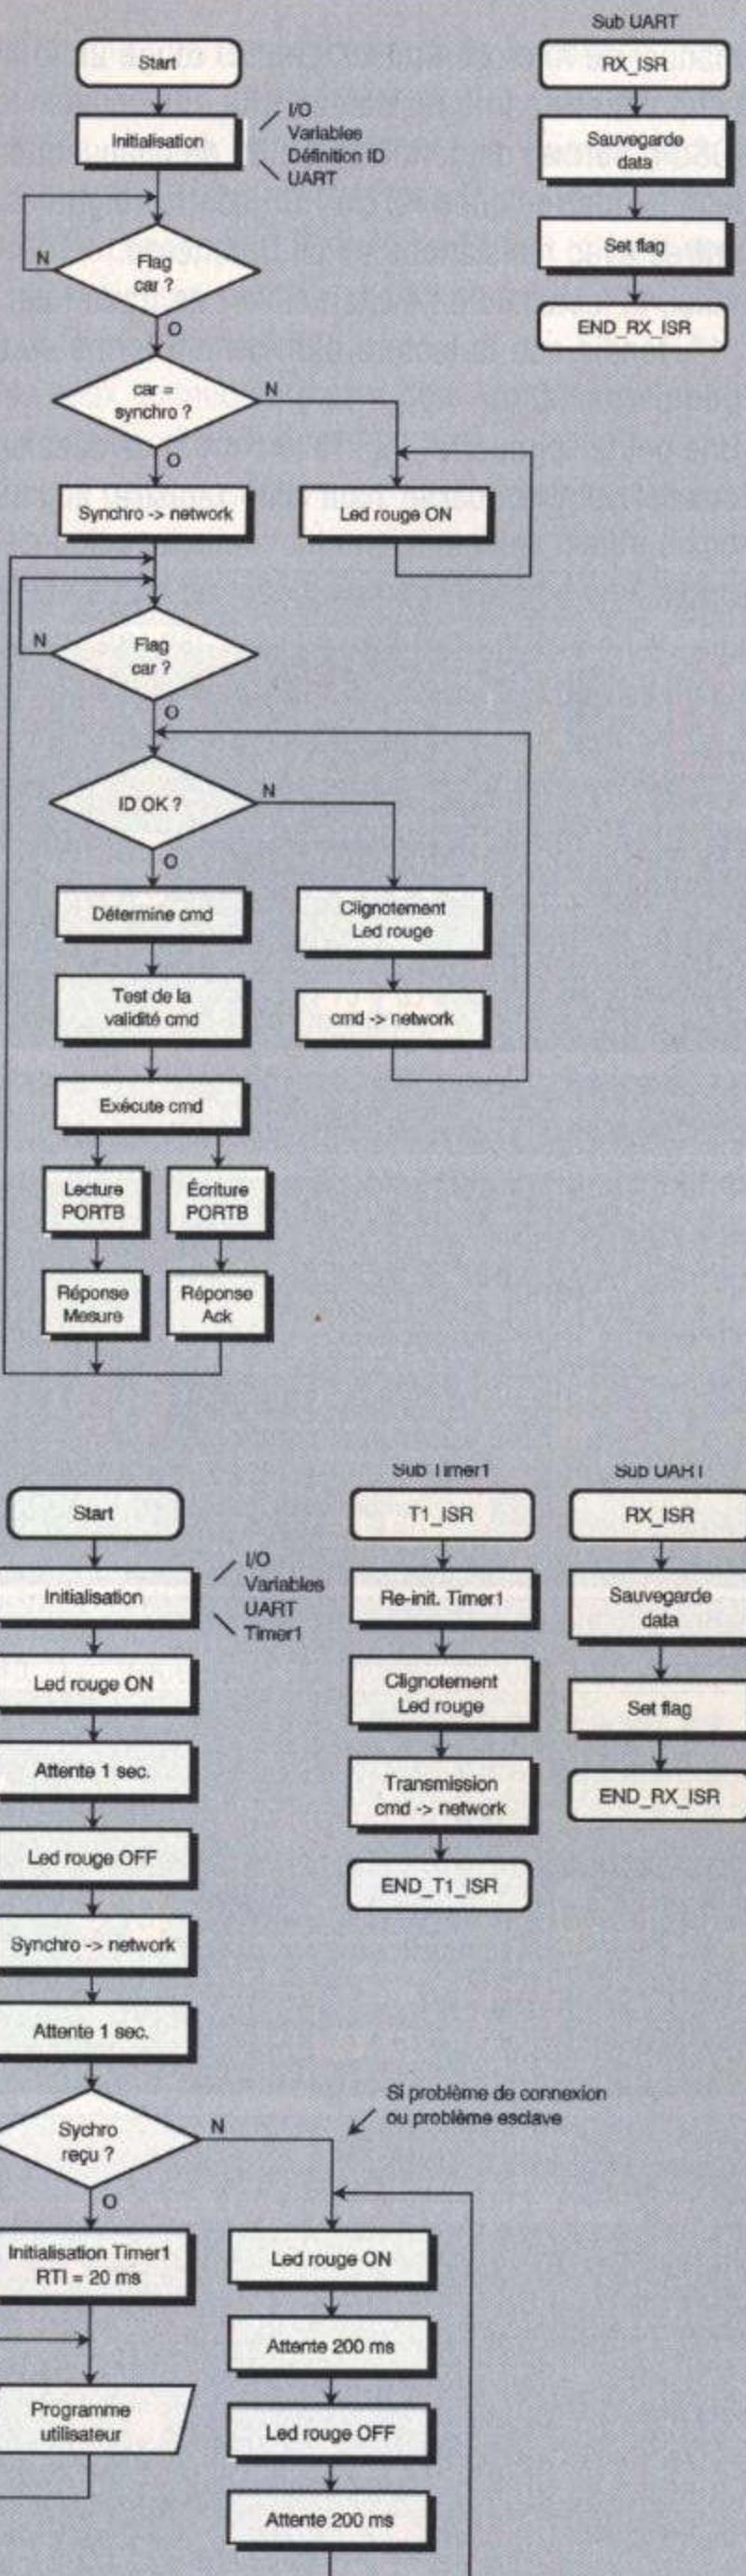 Sub UART
Start
RX_ISR
Initialisation
I/O
Variables
Définition ID
UART
Sauvegarde
data
N
Flag
car ?
Set flag
O
END_RX_ISR
car =
synchro ?
N
O
Synchro -> network
Led rouge ON
N
Flag
car ?
O
ID OK ?
N
O
Détermine cmd
Clignotement
Led rouge
Test de la
validité cmd
cmd -> network
Exécute cmd
Lecture
PORTB
Écriture
PORTB
Réponse
Mesure
Réponse
Ack
Sub Timer1
Sub UART
Start
T1_ISR
RX_ISR
Initialisation
I/O
Variables
UART
Timer1
Re-init. Timer1
Sauvegarde
data
Led rouge ON
Clignotement
Led rouge
Set flag
Attente 1 sec.
Transmission
cmd -> network
END_RX_ISR
Led rouge OFF
END_T1_ISR
Synchro -> network
Attente 1 sec.
Si problème de connexion
ou problème esclave
Sychro
reçu ?
N
O
Initialisation Timer1
RTI = 20 ms
Led rouge ON
Attente 200 ms
Programme
utilisateur
Led rouge OFF
Attente 200 ms